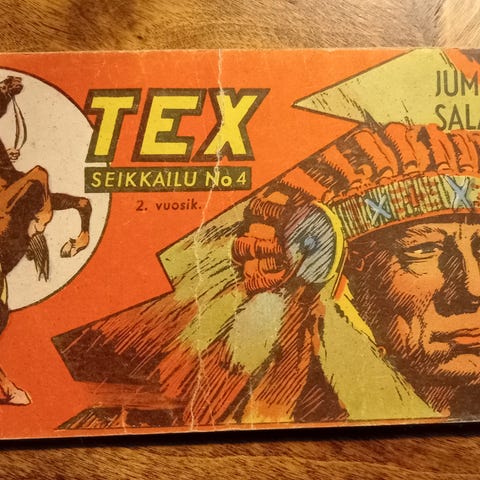 TEX
SEIKKAILU No 4
2. vuosik.
JUM
SALA